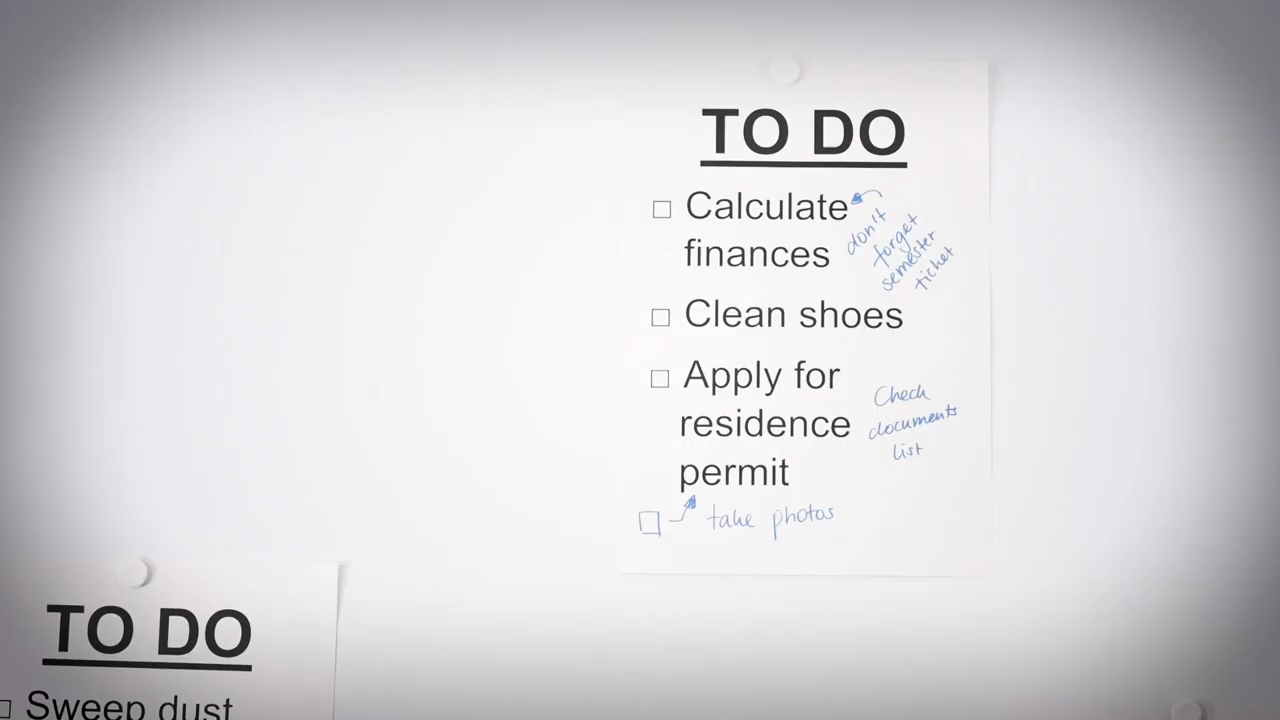 TO DO
☐ Calculate
finances
don't
forget
semester
ticket
☐ Clean shoes
☐ Apply for
residence
permit
Check
documents
list
☐ take photos
TO DO
☐ Sweep dust